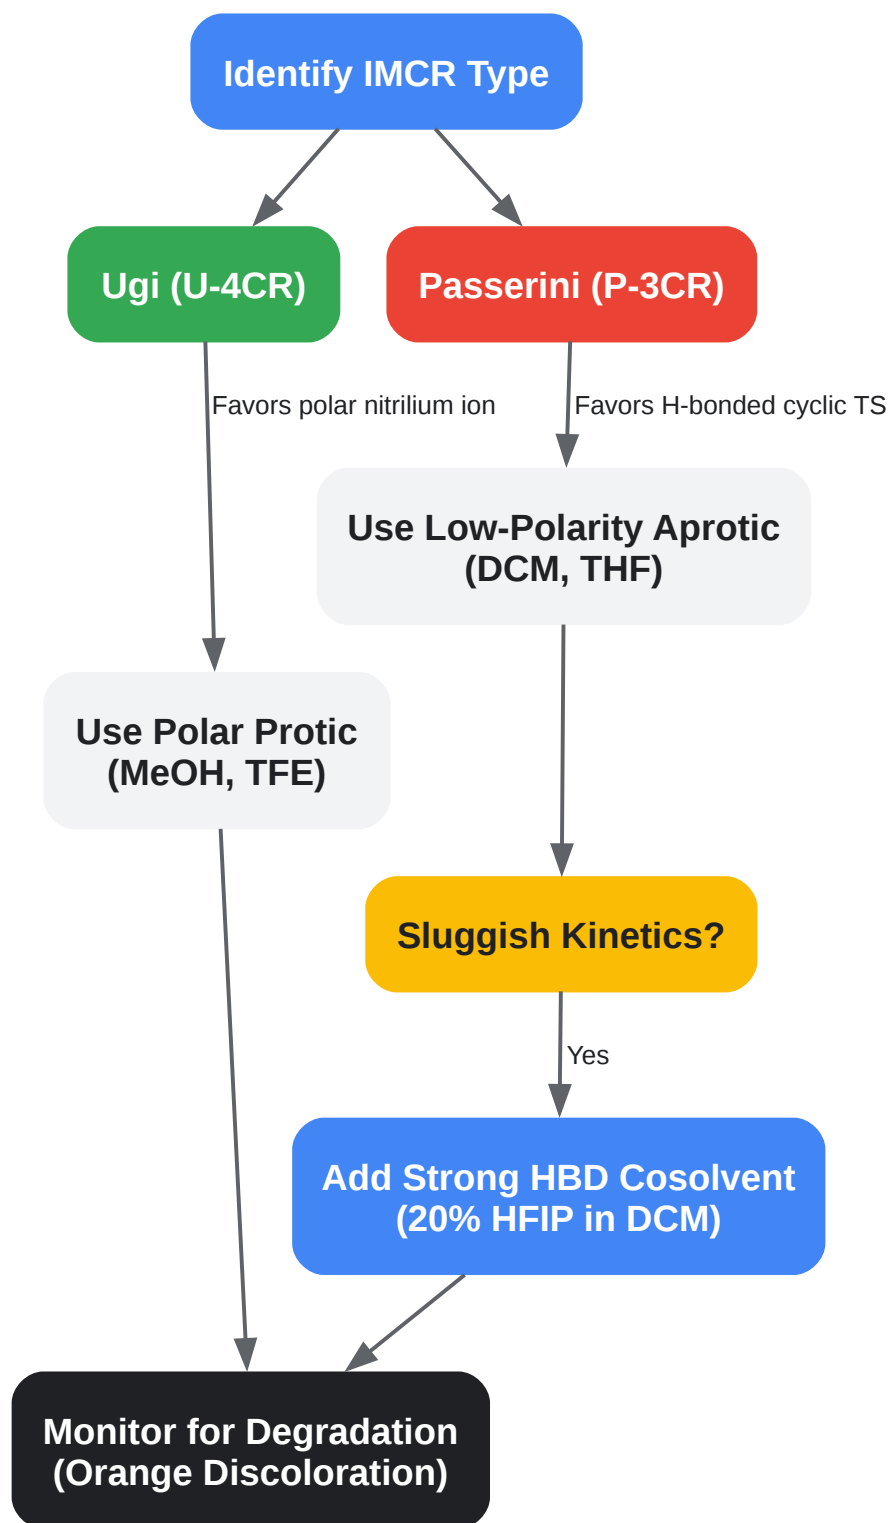 Identify IMCR Type
Ugi (U-4CR)
Passerini (P-3CR)
Favors polar nitrilium ion
Favors H-bonded cyclic TS
Use Low-Polarity Aprotic
(DCM, THF)
Use Polar Protic
(MeOH, TFE)
Sluggish Kinetics?
Yes
Add Strong HBD Cosolvent
(20% HFIP in DCM)
Monitor for Degradation
(Orange Discoloration)